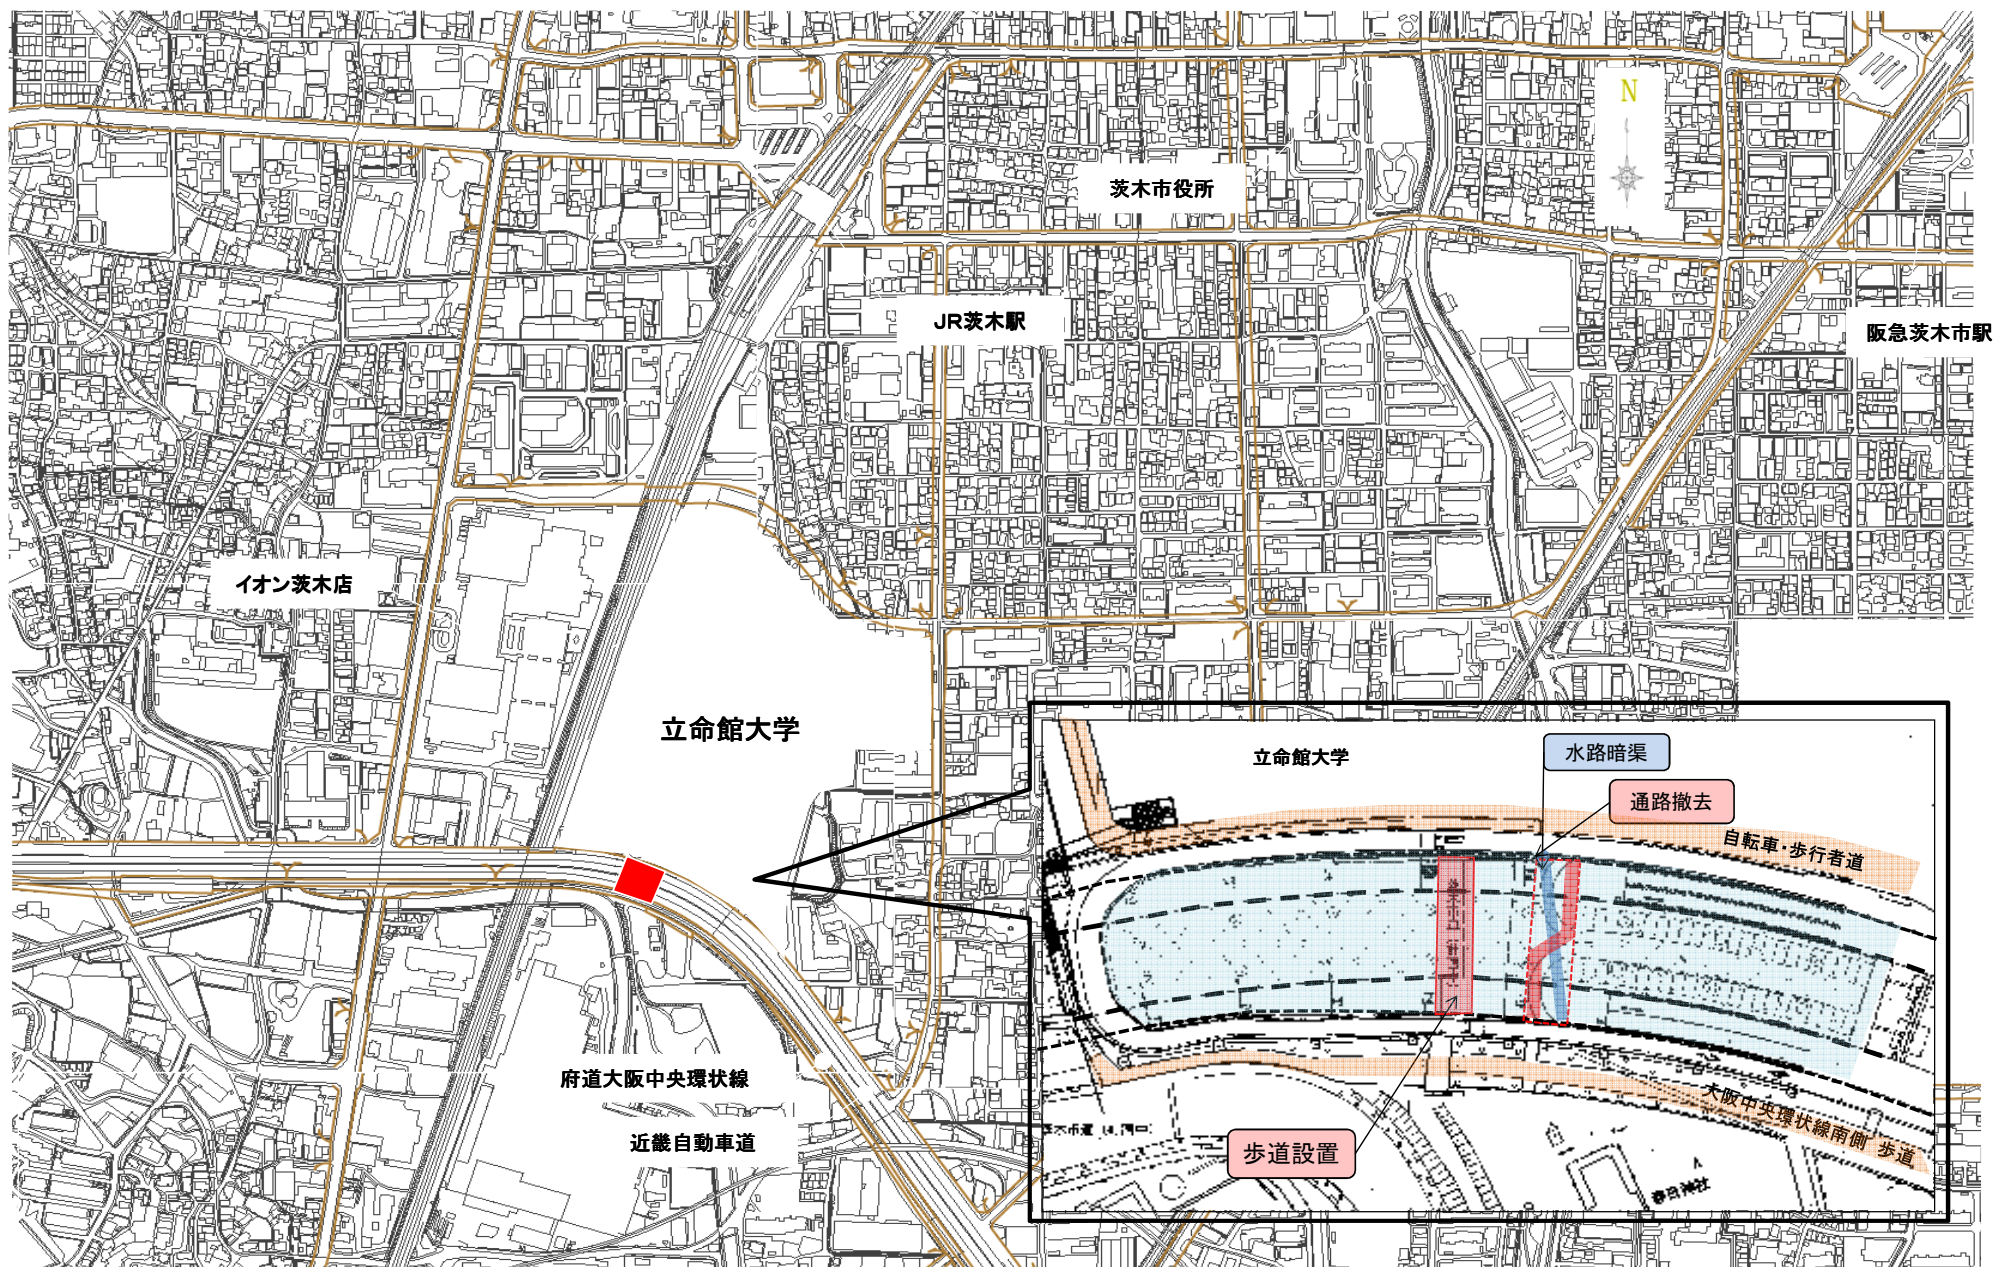 N
茨木市役所
JR茨木駅
阪急茨木市駅
イオン茨木店
立命館大学
府道大阪中央環状線
近畿自動車道
立命館大学
水路暗渠
通路撤去
自転車・歩行者道
大阪中央環状線南側 歩道
歩道設置
春日神社